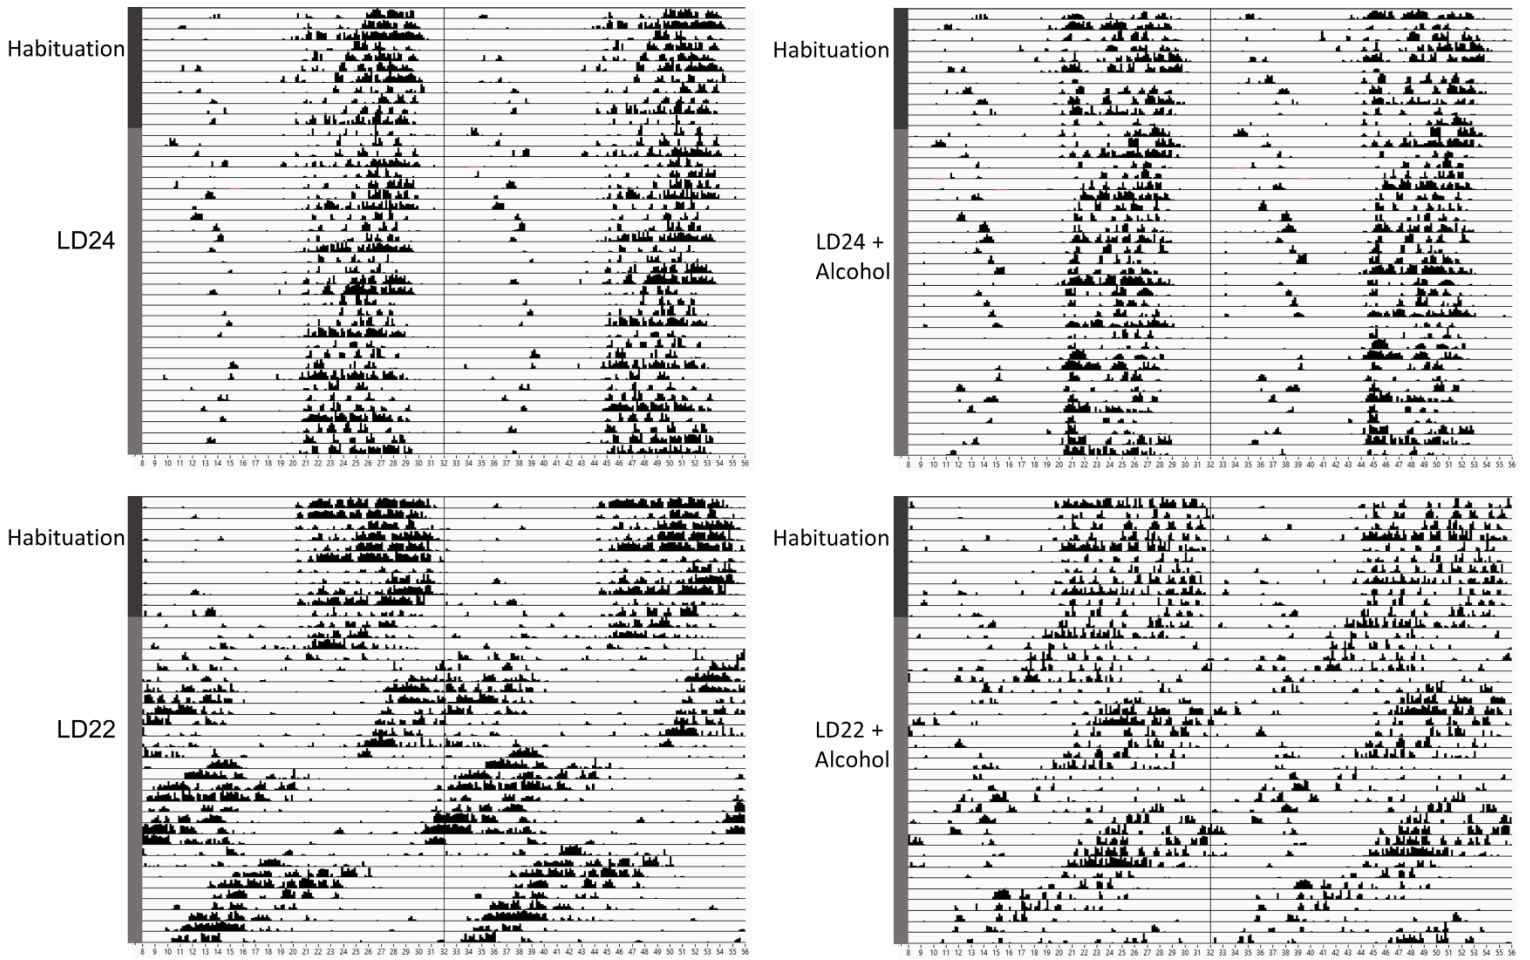 Habituation
LD24
8 9 10 11 12 13 14 15 16 17 18 19 20 21 22 23 24 25 26 27 28 29 30 31 32 33 34 35 36 37 38 39 40 41 42 43 44 45 46 47 48 49 50 51 52 53 54 55 56
Habituation
LD24 +
Alcohol
8 9 10 11 12 13 14 15 16 17 18 19 20 21 22 23 24 25 26 27 28 29 30 31 32 33 34 35 36 37 38 39 40 41 42 43 44 45 46 47 48 49 50 51 52 53 54 55 56
Habituation
LD22
8 9 10 11 12 13 14 15 16 17 18 19 20 21 22 23 24 25 26 27 28 29 30 31 32 33 34 35 36 37 38 39 40 41 42 43 44 45 46 47 48 49 50 51 52 53 54 55 56
Habituation
LD22 +
Alcohol
8 9 10 11 12 13 14 15 16 17 18 19 20 21 22 23 24 25 26 27 28 29 30 31 32 33 34 35 36 37 38 39 40 41 42 43 44 45 46 47 48 49 50 51 52 53 54 55 56